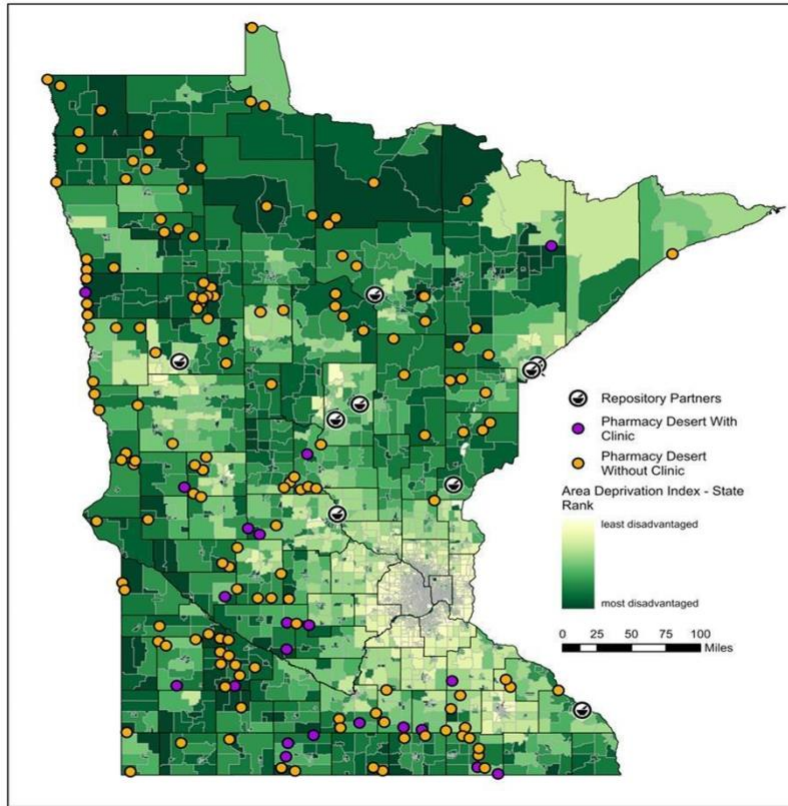 Repository Partners
Pharmacy Desert With
Clinic
Pharmacy Desert
Without Clinic
Area Deprivation Index - State
Rank
least disadvantaged
most disadvantaged
0 25 50 75 100
Miles